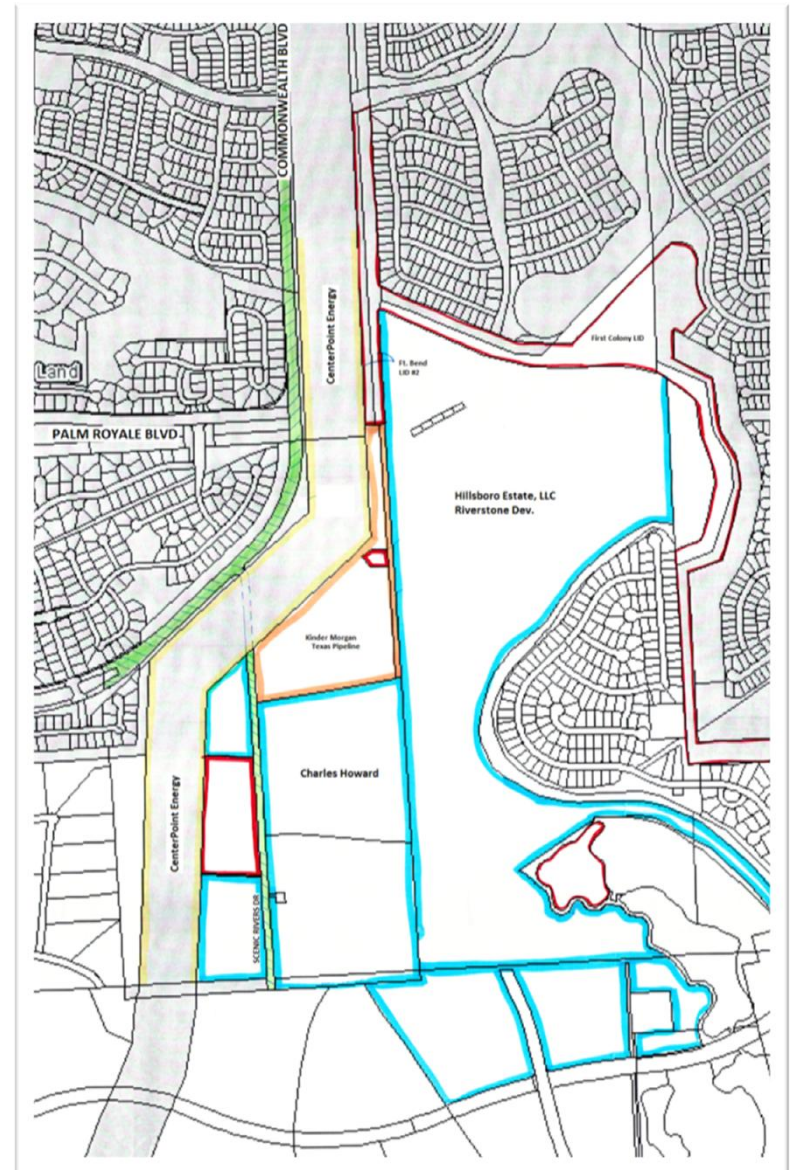 COMMONWEALTH BLVD
CenterPoint Energy
First Colony LID
Ft. Bend
LID #2
Land
PALM ROYALE BLVD
Hillsboro Estate, LLC
Riverstone Dev.
Kinder Morgan
Texas Pipeline
Charles Howard
CenterPoint Energy
SCENIC RIVERS DR